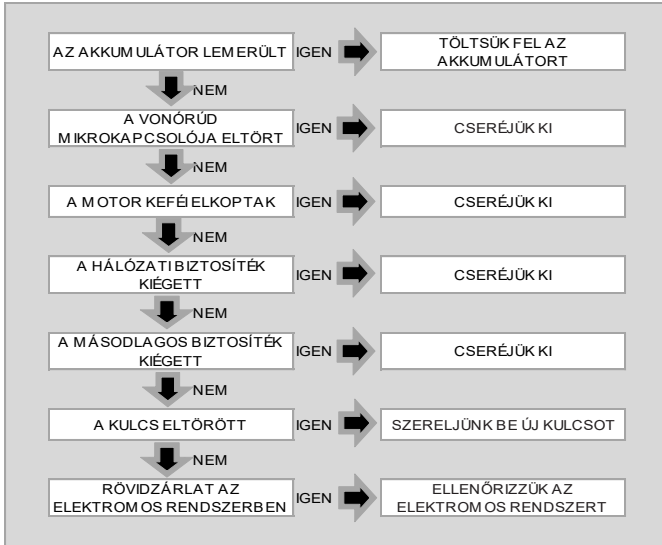 AZ AKKUMULÁTOR LEMERÜLT IGEN TÖLTSÜK FEL AZ
AKKUMULÁTORT
NEM
A VONÓRÚD
MIKROKAPCSOLÓJA ELTÖRT IGEN CSERÉJÜK KI
NEM
A MOTOR KEFÉI ELKOPTAK IGEN CSERÉJÜK KI
NEM
A HÁLÓZATI BIZTOSÍTÉK
KIÉGETT IGEN CSERÉJÜK KI
NEM
A MÁSODLAGOS BIZTOSÍTÉK
KIÉGETT IGEN CSERÉJÜK KI
NEM
A KULCS ELTÖRÖTT IGEN SZERELJÜNK BE ÚJ KULCSOT
NEM
RÖVIDZÁRLAT AZ
ELEKTROMOS RENDSZERBEN IGEN ELLENŐRIZZÜK AZ
ELEKTROMOS RENDSZERT